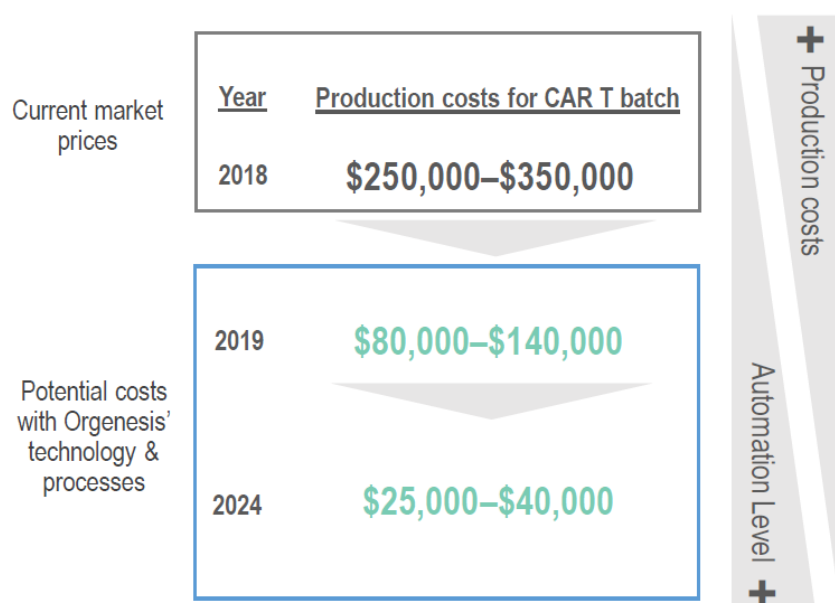 Current market
prices
Year
Production costs for CAR T batch
2018
$250,000–$350,000
Potential costs
with Orgenesis’
technology &
processes
2019
$80,000–$140,000
2024
$25,000–$40,000
+ Production costs
Automation Level +